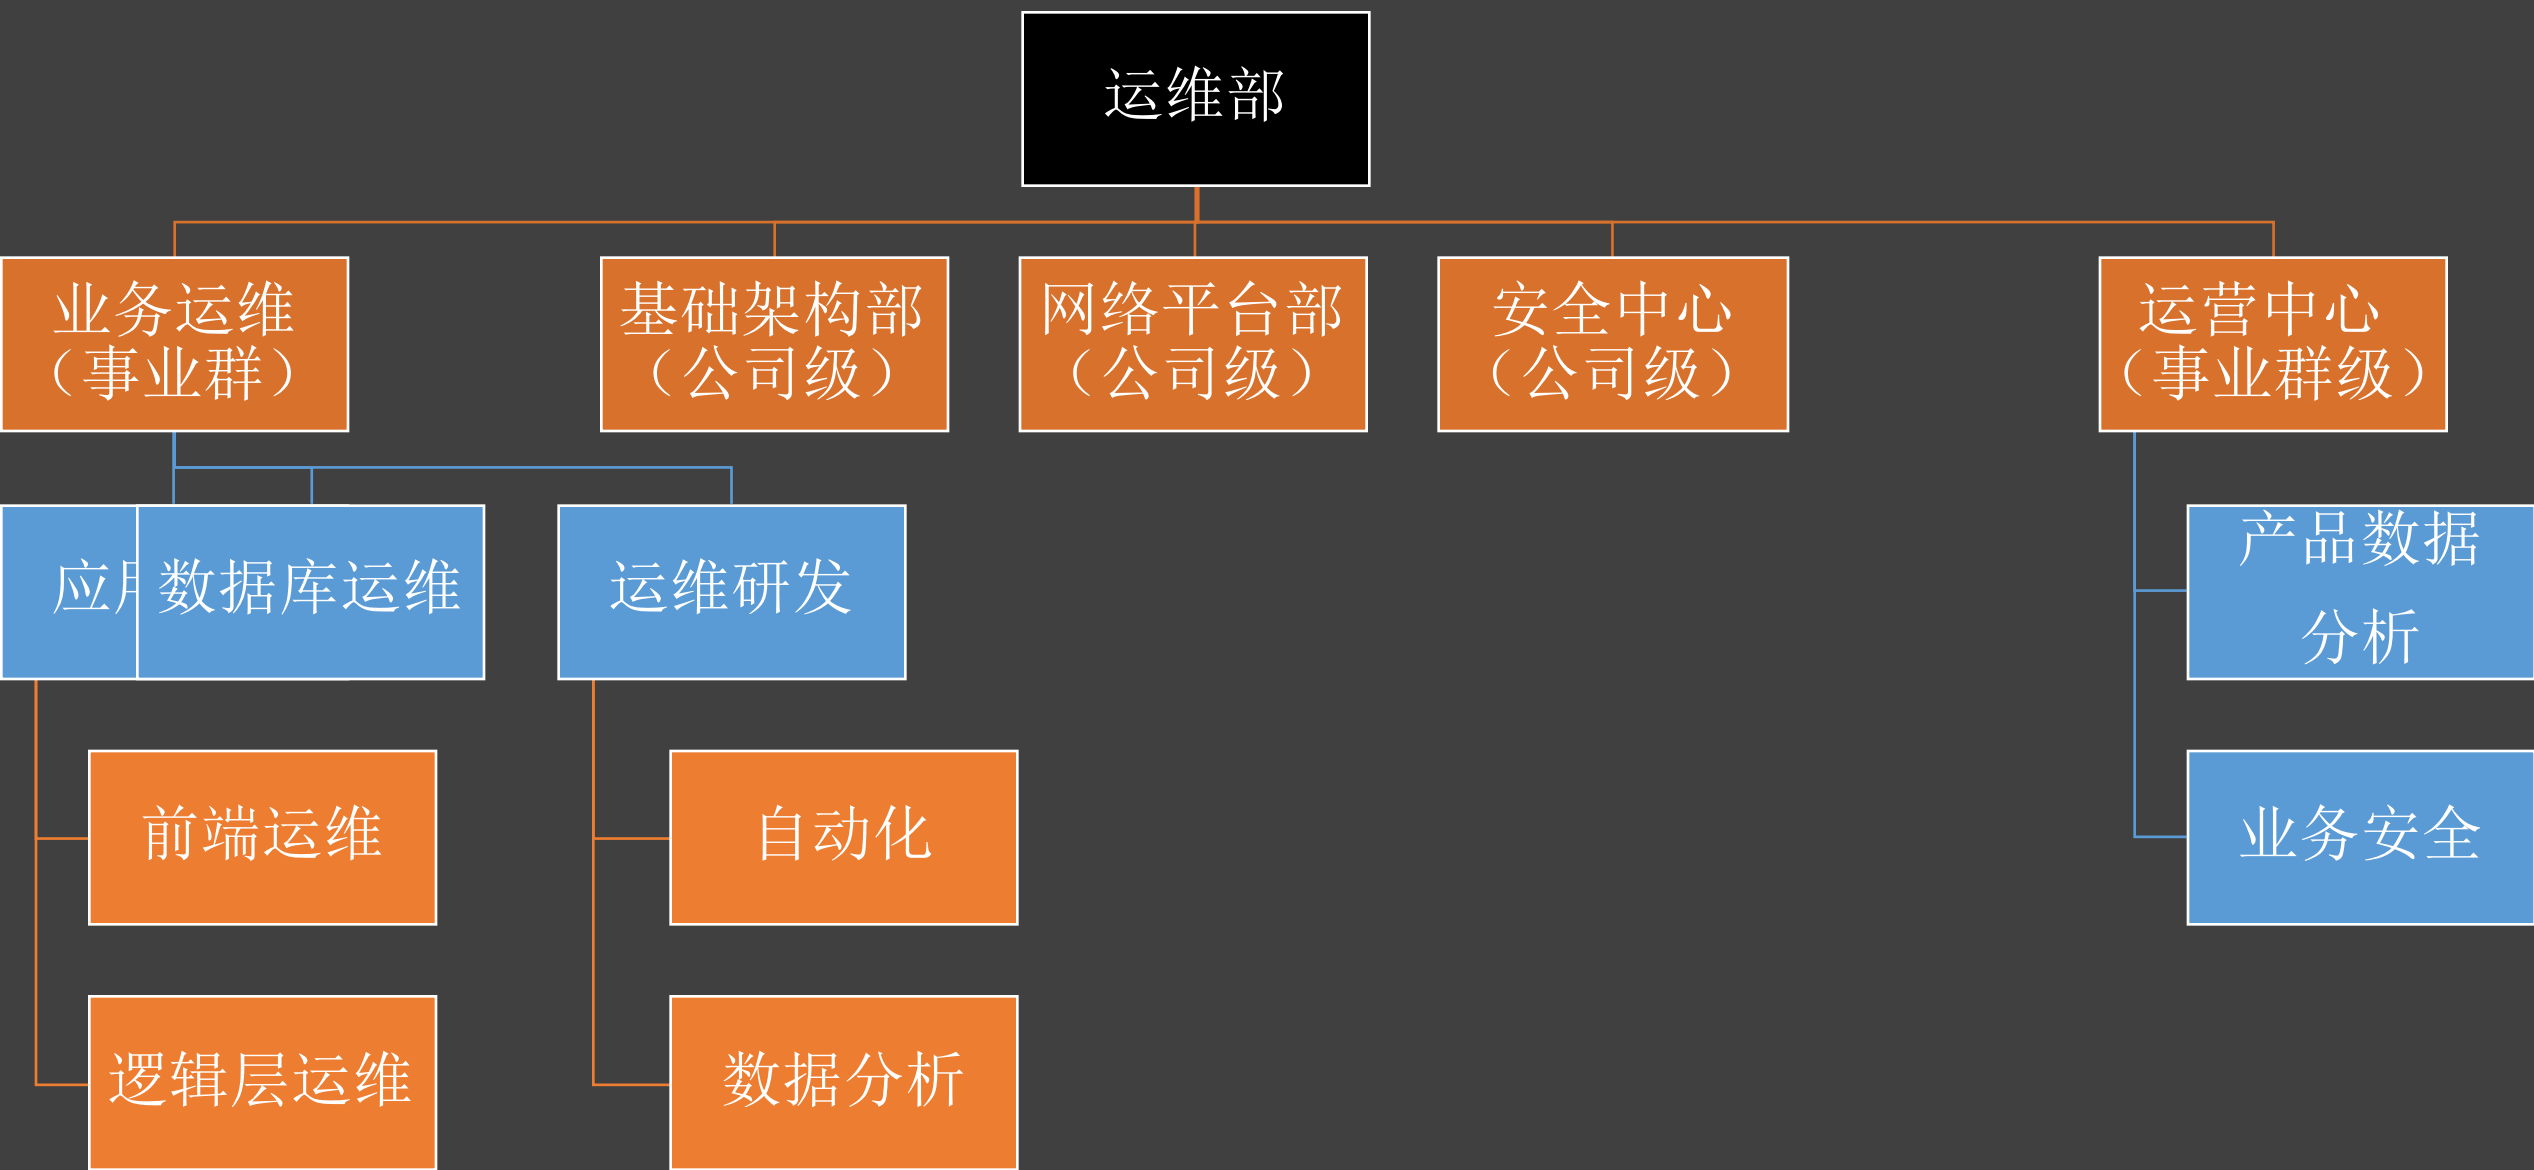 运维部
业务运维
（事业群）
基础架构部
（公司级）
网络平台部
（公司级）
安全中心
（公司级）
运营中心
（事业群级）
应
数据库运维
运维研发
产品数据
分析
前端运维
自动化
业务安全
逻辑层运维
数据分析